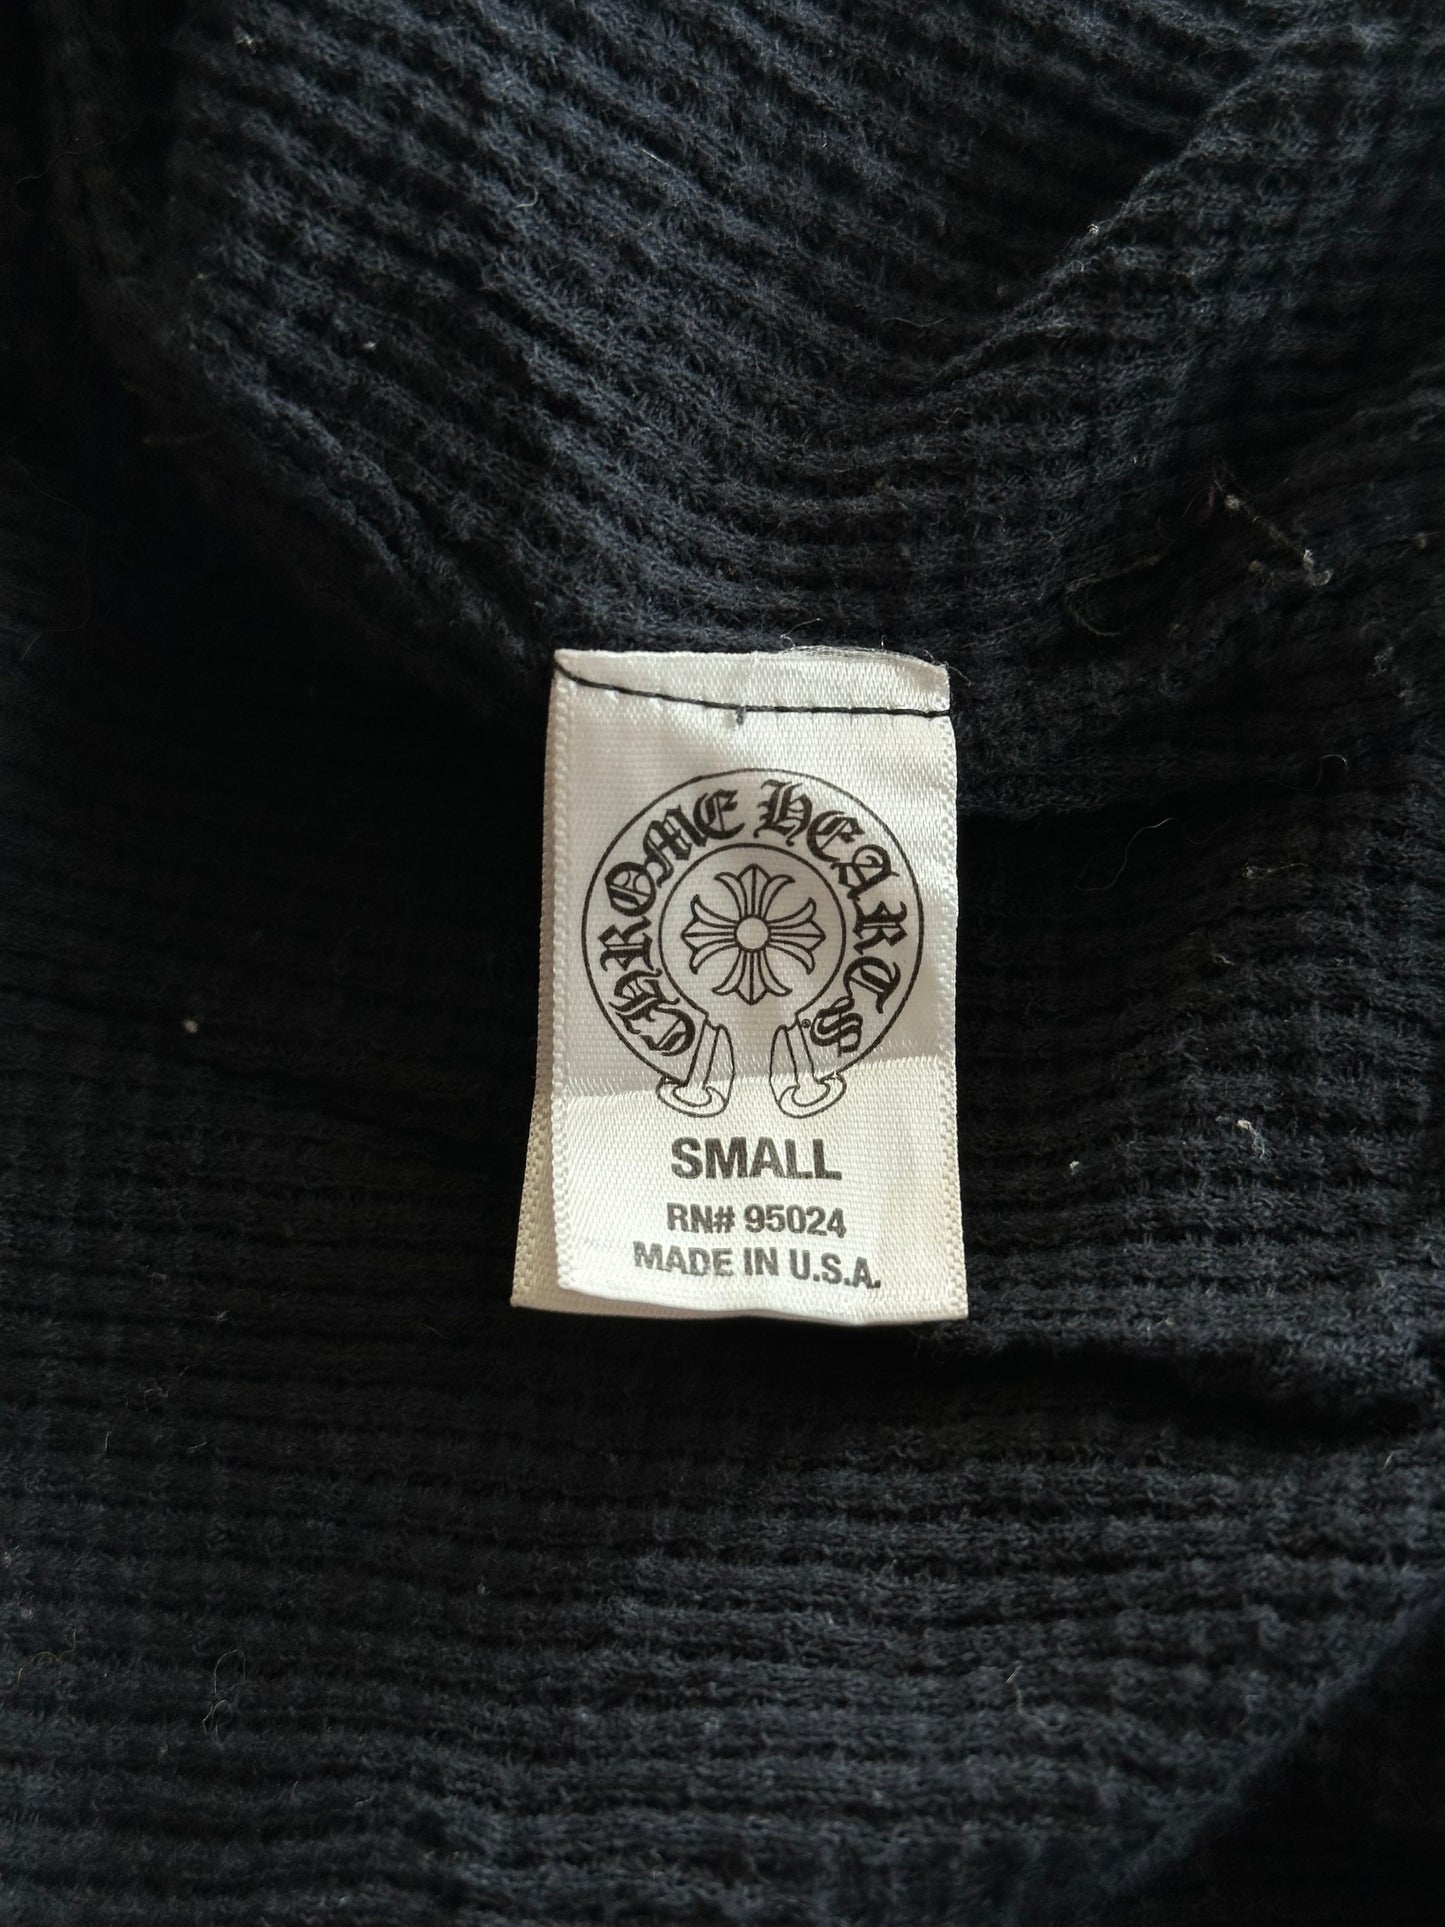 CHROME HEARTS
SMALL
RN# 95024
MADE IN U.S.A.